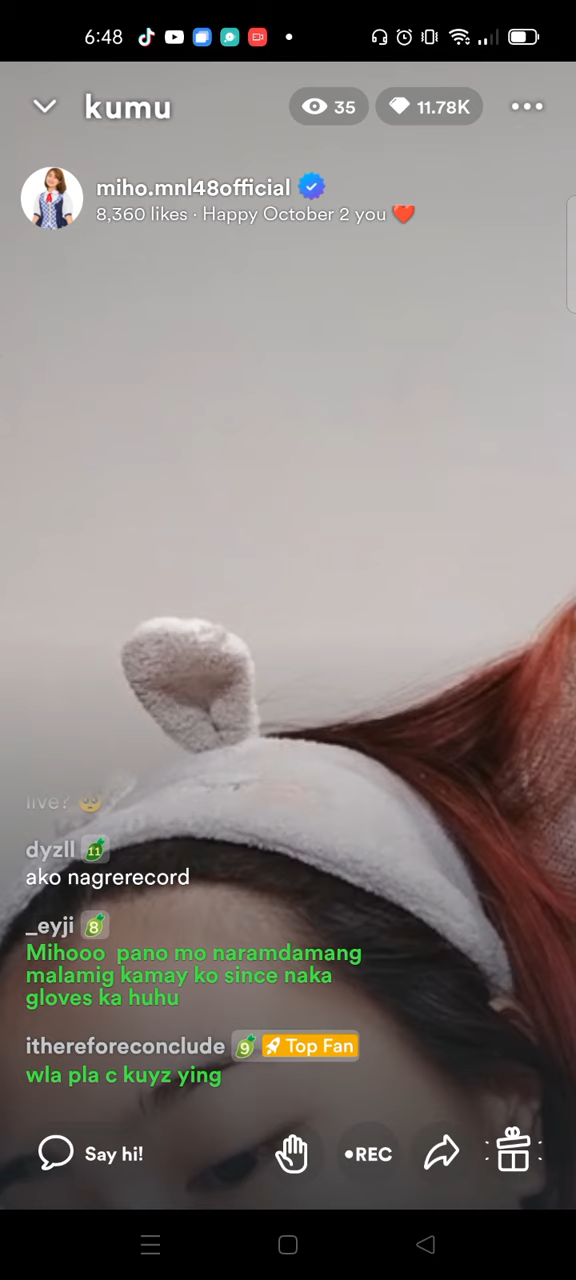 6:48
kumu
35
11.78K
miho.mnl48official
8,360 likes · Happy October 2 you ❤️
live? 🥺
dyzll 11
ako nagrerecord
_eyji 8
Mihooo pano mo naramdamang
malamig kamay ko since naka
gloves ka huhu
ithereforeconclude 9 Top Fan
wla pla c kuyz ying
Say hi!
•REC